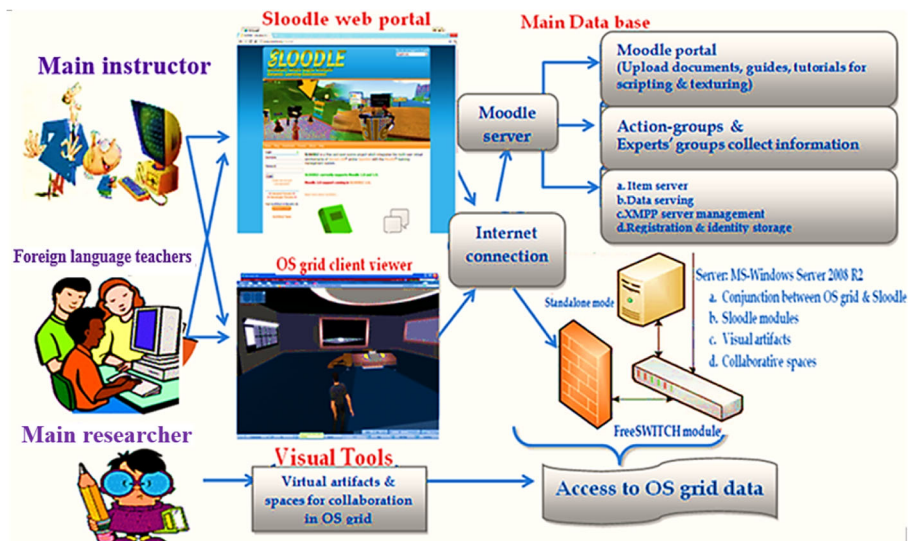 Sloodle web portal
Main Data base
Main instructor
SLOODLE
Moodle
server
Moodle portal
(Upload documents, guides, tutorials for
scripting & texturing)
Action-groups &
Experts' groups collect information
a. Item server
b.Data serving
c.XMPP server management
d.Registration & identity storage
Internet
connection
Foreign language teachers
OS grid client viewer
Standalone mode
Server: MS-Windows Server 2008 R2
a. Conjunction between OS grid & Sloodle
b. Sloodle modules
c. Visual artifacts
d. Collaborative spaces
FreeSWITCH module
Main researcher
Visual Tools
Virtual artifacts &
spaces for collaboration
in OS grid
Access to OS grid data